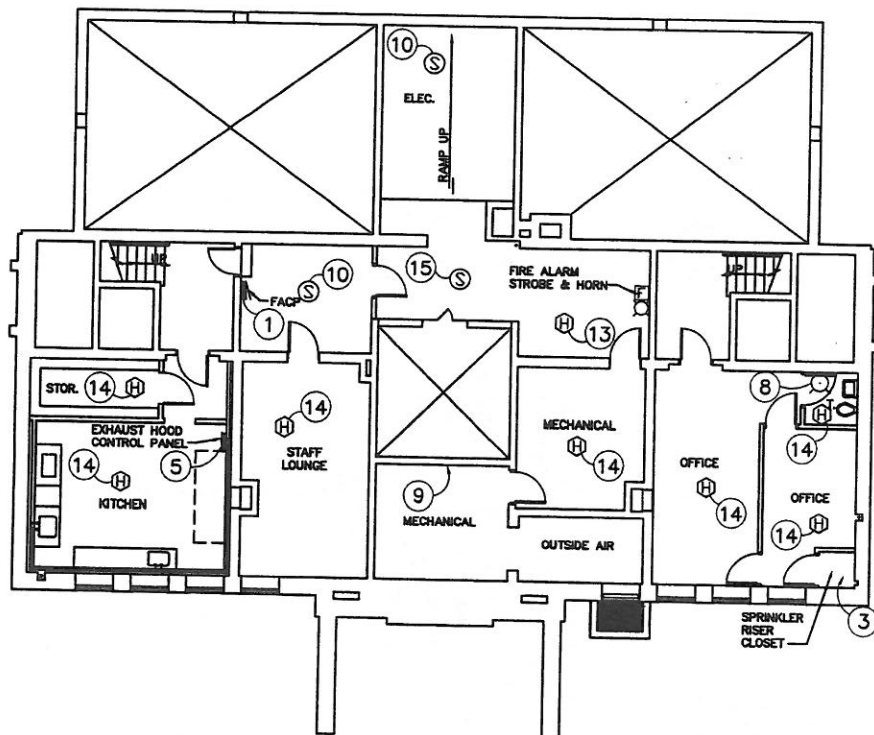 10
S
ELEC.
RAMP UP
UP
10
S
FACP
1
15
S
FIRE ALARM
STROBE & HORN
F
H
13
UP
STOR.
14
H
14
H
STAFF
LOUNGE
EXHAUST HOOD
CONTROL PANEL
14
H
5
KITCHEN
9
MECHANICAL
MECHANICAL
H
14
OUTSIDE AIR
8
H
14
OFFICE
H
14
OFFICE
H
14
SPRINKLER
RISER
CLOSET
3